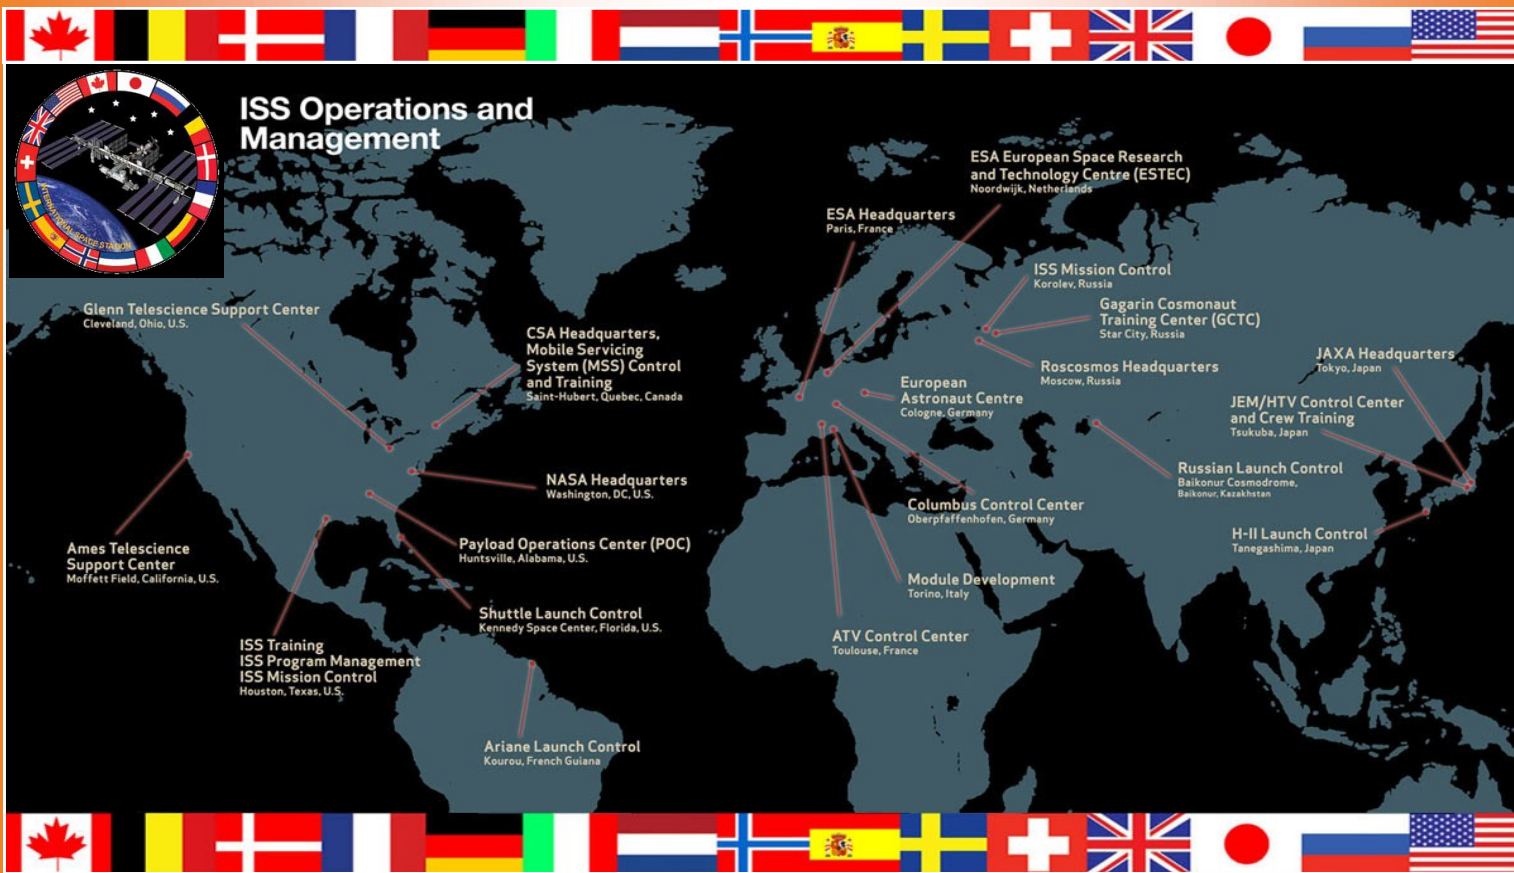 ISS Operations and
Management
INTERNATIONAL SPACE STATION
ESA European Space Research
and Technology Centre (ESTEC)
Noordwijk, Netherlands
ESA Headquarters
Paris, France
ISS Mission Control
Korolev, Russia
Gagarin Cosmonaut
Training Center (GCTC)
Star City, Russia
Glenn Telescience Support Center
Cleveland, Ohio, U.S.
CSA Headquarters,
Mobile Servicing
System (MSS) Control
and Training
Saint-Hubert, Quebec, Canada
Roscosmos Headquarters
Moscow, Russia
JAXA Headquarters
Tokyo, Japan
European
Astronaut Centre
Cologne, Germany
JEM/HTV Control Center
and Crew Training
Tsukuba, Japan
NASA Headquarters
Washington, DC, U.S.
Russian Launch Control
Baikonur Cosmodrome,
Baikonur, Kazakhstan
Columbus Control Center
Oberpfaffenhofen, Germany
H-II Launch Control
Tanegashima, Japan
Ames Telescience
Support Center
Moffett Field, California, U.S.
Payload Operations Center (POC)
Huntsville, Alabama, U.S.
Module Development
Torino, Italy
Shuttle Launch Control
Kennedy Space Center, Florida, U.S.
ATV Control Center
Toulouse, France
ISS Training
ISS Program Management
ISS Mission Control
Houston, Texas, U.S.
Ariane Launch Control
Kourou, French Guiana